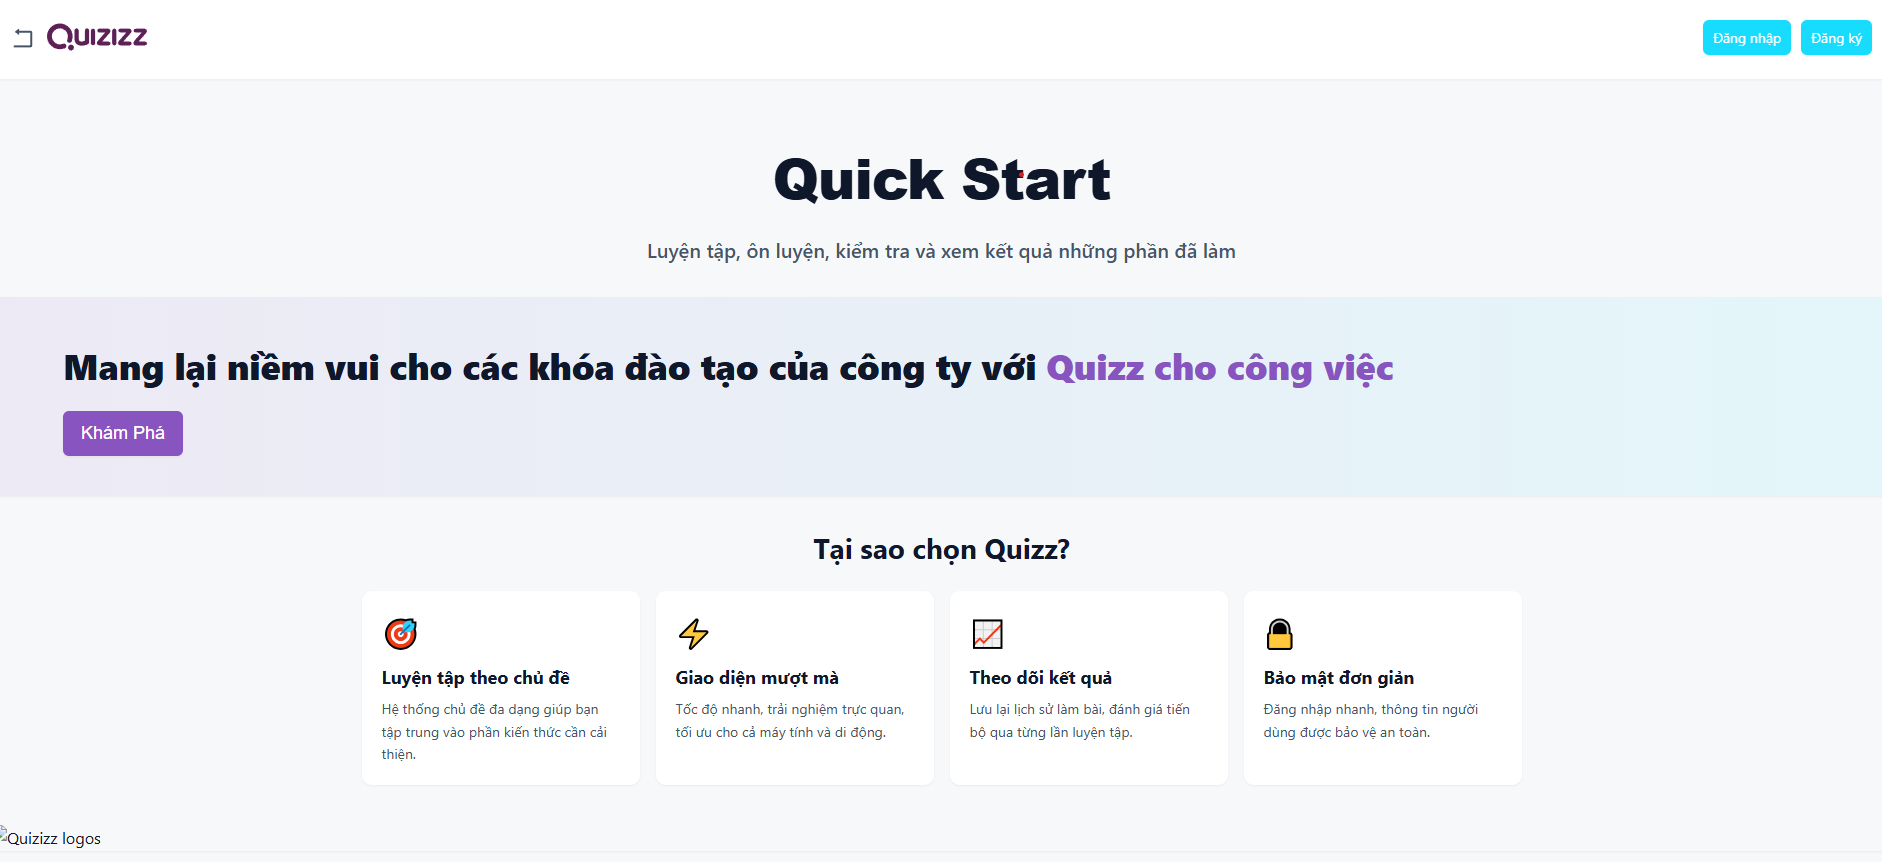 Quizizz
Đăng nhập
Đăng ký
Quick Start
Luyện tập, ôn luyện, kiểm tra và xem kết quả những phần đã làm
Mang lại niềm vui cho các khóa đào tạo của công ty với Quizz cho công việc
Khám Phá
Tại sao chọn Quizz?
Luyện tập theo chủ đề
Hệ thống chủ đề đa dạng giúp bạn
tập trung vào phần kiến thức cần cải
thiện.
Giao diện mượt mà
Tốc độ nhanh, trải nghiệm trực quan,
tối ưu cho cả máy tính và di động.
Theo dõi kết quả
Lưu lại lịch sử làm bài, đánh giá tiến
bộ qua từng lần luyện tập.
Bảo mật đơn giản
Đăng nhập nhanh, thông tin người
dùng được bảo vệ an toàn.
Quizizz logos